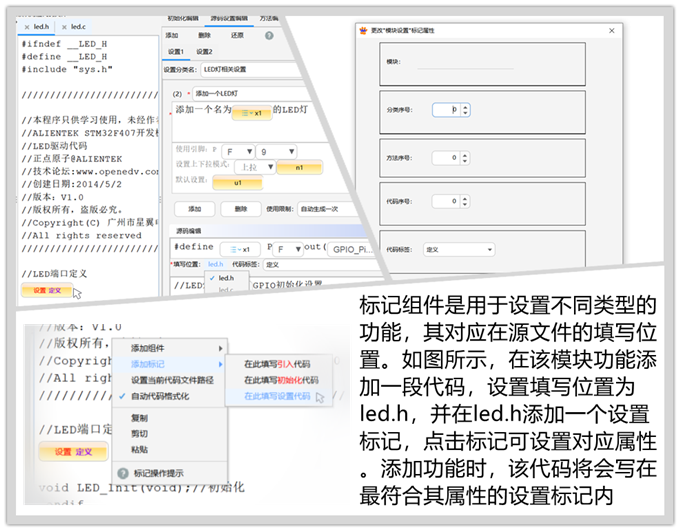 led.h
led.c
#ifndef __LED_H
#define __LED_H
#include "sys.h"
//本程序只供学习使用，未经作
//ALIENTEK STM32F407开发板
//LED驱动代码
//正点原子@ALIENTEK
//技术论坛:www.openedv.com
//创建日期:2014/5/2
//版本：V1.0
//版权所有，盗版必究。
//Copyright(C) 广州市星翼电
//All rights reserved
//LED端口定义
设置 定义
初始化编辑 源码设置编辑 方法编
添加 删除 还原
设置1 设置2
设置分类名: LED灯相关设置
(2) * 添加一个LED灯
添加一个名为 x1 的LED灯
使用引脚: P F 9
设置上下拉模式: 上拉 n1
默认设置: u1
添加 删除 使用限制: 自动生成一次
源码编辑
#define x1 P F out( GPIO_Pi...
*填写位置: led.h 代码标签: 定义
led.h
led.c
//LED GPIO初始化设置
更改"模块设置"标记属性
模块:
分类序号: 0
方法序号: 0
代码序号: 0
代码标签: 定义
//版本: V1.0
//版权所有，
//Copyright
//All righ
//LED端口定
设置 定义
void LED_Init(void);//初始化
#endif
添加组件
添加标记
设置当前代码文件路径
自动代码格式化
复制
剪切
粘贴
标记操作提示
在此填写引入代码
在此填写初始化代码
在此填写设置代码
标记组件是用于设置不同类型的
功能，其对应在源文件的填写位
置。如图所示，在该模块功能添
加一段代码，设置填写位置为
led.h，并在led.h添加一个设置
标记，点击标记可设置对应属性
。添加功能时，该代码将会写在
最符合其属性的设置标记内